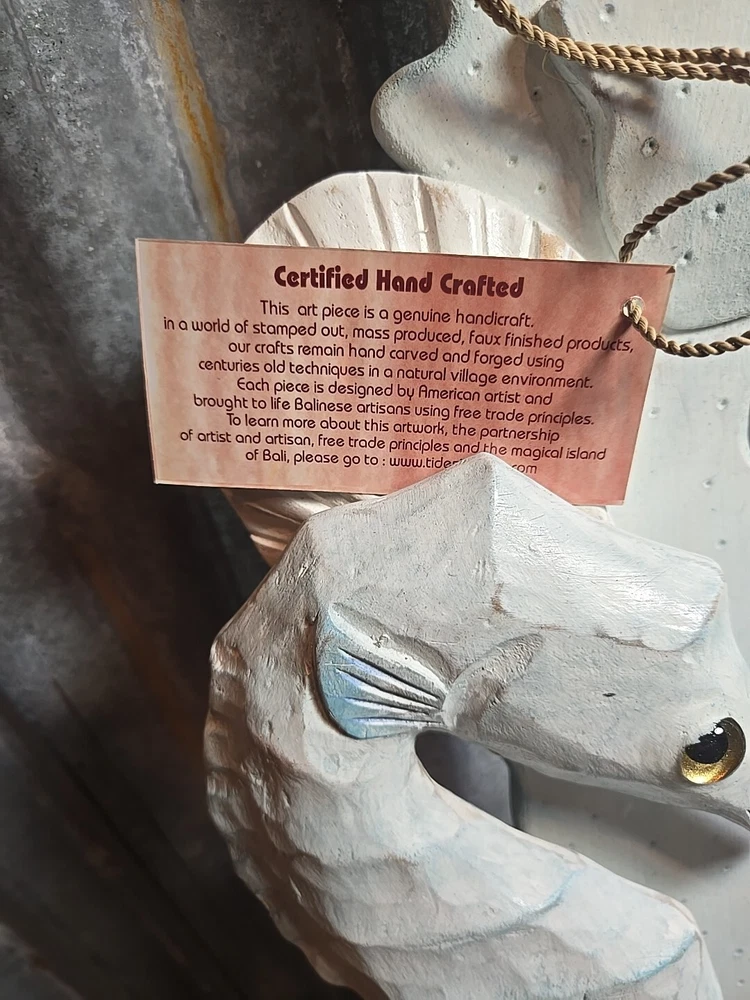 Certified Hand Crafted
This art piece is a genuine handicraft.
in a world of stamped out, mass produced, faux finished products,
our crafts remain hand carved and forged using
centuries old techniques in a natural village environment.
Each piece is designed by American artist and
brought to life Balinese artisans using free trade principles.
To learn more about this artwork, the partnership
of artist and artisan, free trade principles and the magical island
of Bali, please go to :